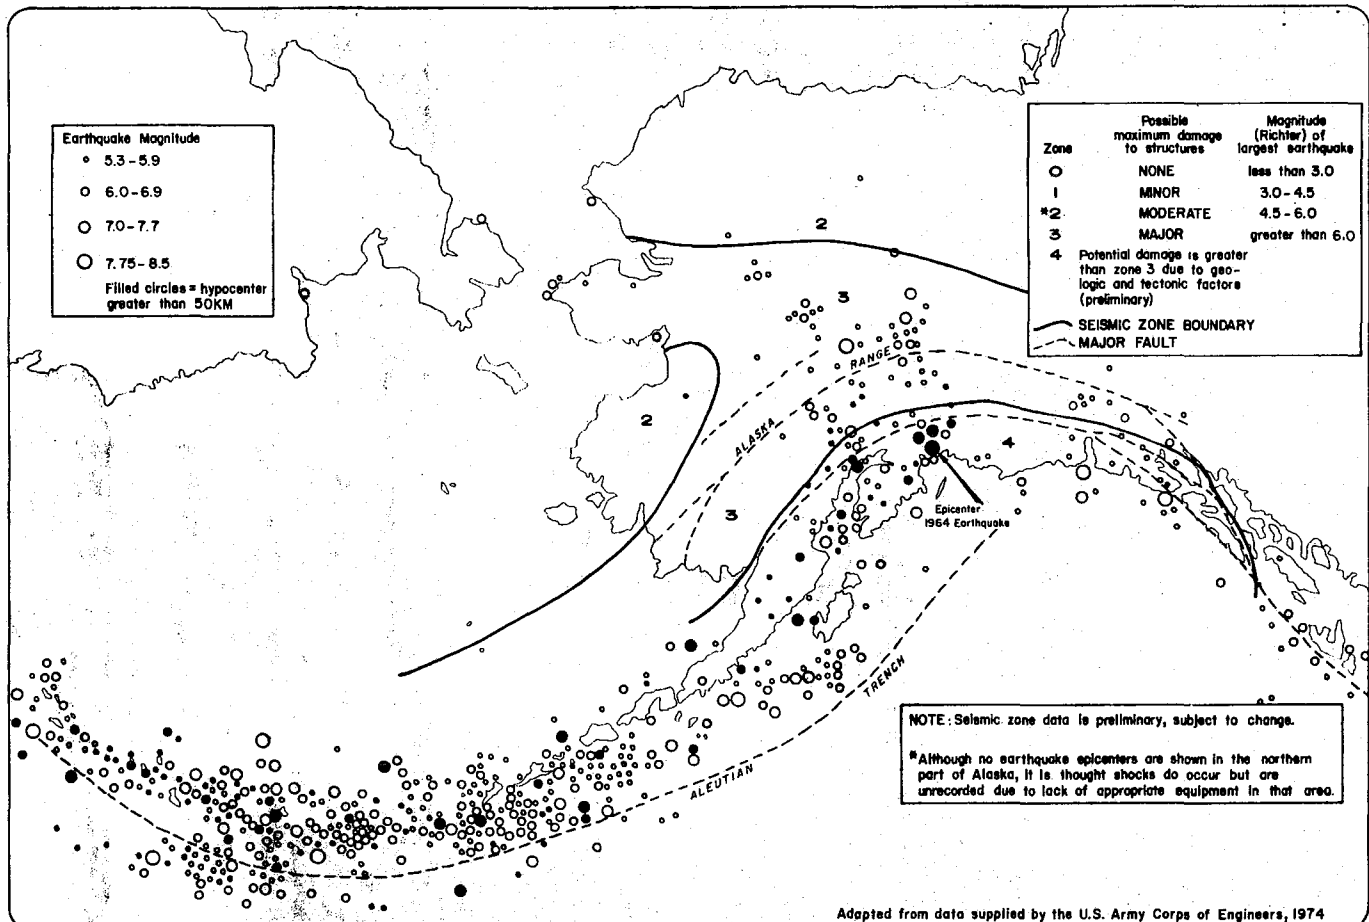 Earthquake Magnitude
5.3 - 5.9
6.0 - 6.9
7.0 - 7.7
7.75 - 8.5
Filled circles = hypocenter
greater than 50KM
Zone Possible maximum damage to structures Magnitude (Richter) of largest earthquake
0 NONE less than 3.0
1 MINOR 3.0 - 4.5
*2 MODERATE 4.5 - 6.0
3 MAJOR greater than 6.0
4 Potential damage is greater
than zone 3 due to geo-
logic and tectonic factors
(preliminary)
SEISMIC ZONE BOUNDARY
MAJOR FAULT
2
3
RANGE
ALASKA
2
4
3
Epicenter
1964 Earthquake
TRENCH
ALEUTIAN
NOTE: Seismic zone data is preliminary, subject to change.
*Although no earthquake epicenters are shown in the northern
part of Alaska, it is thought shocks do occur but are
unrecorded due to lack of appropriate equipment in that area.
Adapted from data supplied by the U.S. Army Corps of Engineers, 1974